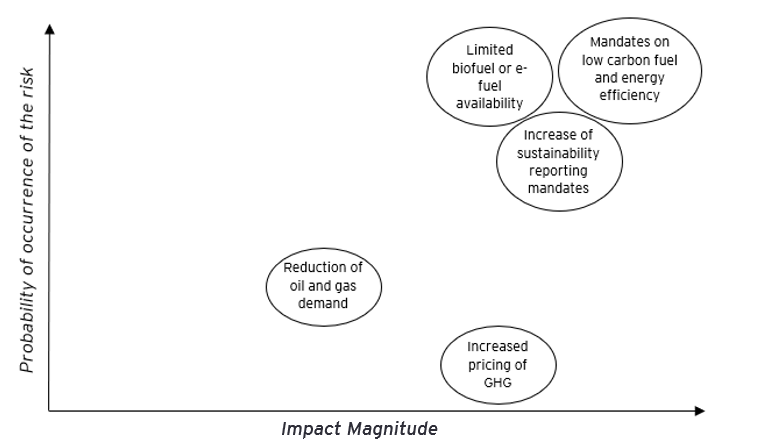 Probability of occurrence of the risk
Limited
biofuel or e-
fuel
availability
Mandates on
low carbon fuel
and energy
efficiency
Increase of
sustainability
reporting
mandates
Reduction of
oil and gas
demand
Increased
pricing of
GHG
Impact Magnitude